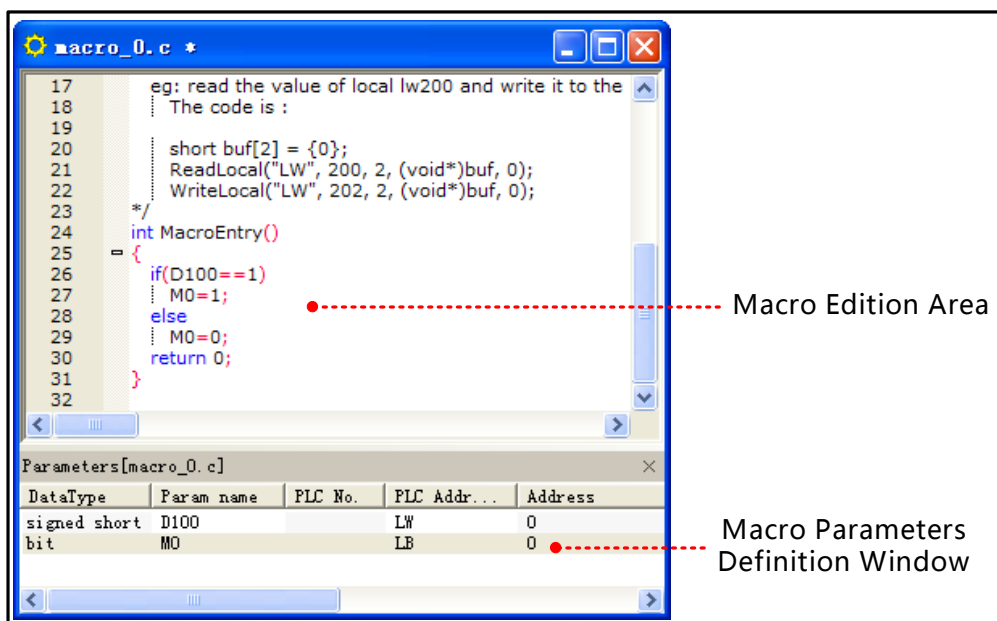 macro_0.c *
17 eg: read the value of local lw200 and write it to the
18 The code is :
19
20 short buf[2] = {0};
21 ReadLocal("LW", 200, 2, (void*)buf, 0);
22 WriteLocal("LW", 202, 2, (void*)buf, 0);
23 */
24 int MacroEntry()
25 {
26 if(D100==1)
27 M0=1;
28 else
29 M0=0;
30 return 0;
31 }
32
Macro Edition Area
Parameters[macro_0.c]
DataType Param name PLC No. PLC Addr... Address
signed short D100 LW 0
bit M0 LB 0
Macro Parameters
Definition Window